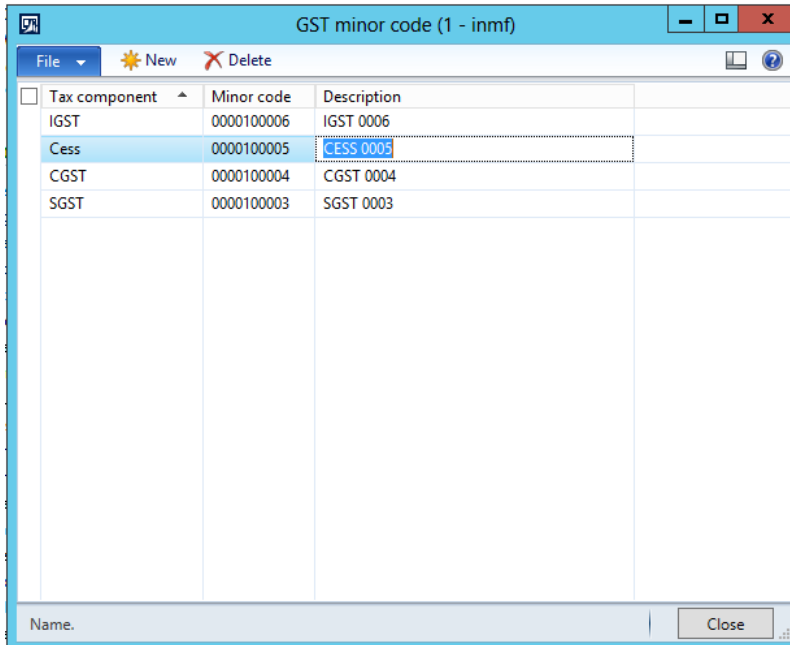 GST minor code (1 - inmf)
File New Delete
Tax component Minor code Description
IGST 0000100006 IGST 0006
Cess 0000100005 CESS 0005
CGST 0000100004 CGST 0004
SGST 0000100003 SGST 0003
Name. Close